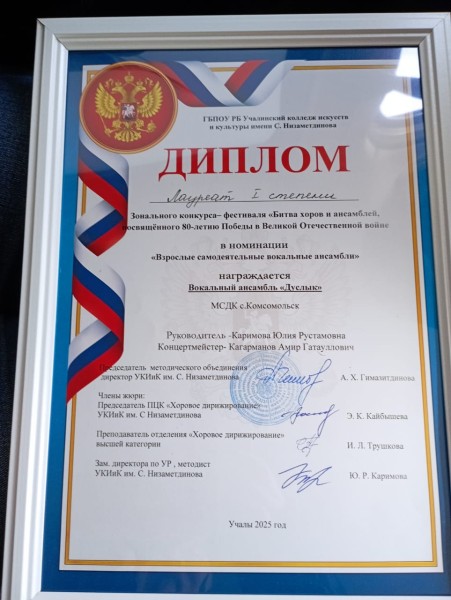 ГБПОУ РБ Учалинский колледж искусств
и культуры имени С. Низаметдинова
ДИПЛОМ
Лауреат I степени
Зонального конкурса– фестиваля «Битва хоров и ансамблей,
посвящённого 80-летию Победы в Великой Отечественной войне
в номинации
«Взрослые самодеятельные вокальные ансамбли»
награждается
Вокальный ансамбль «Дуслык»
МСДК с.Комсомольск
Руководитель -Каримова Юлия Рустамовна
Концертмейстер- Кагарманов Амир Гатауллович
Председатель методического объединения
директор УКИиК им. С. Низаметдинова А. Х. Гимазитдинова
Члены жюри:
Председатель ПЦК «Хоровое дирижирование»
УКИиК им. С Низаметдинова Э. К. Кайбышева
Преподаватель отделения «Хоровое дирижирование»
высшей категории И. Л. Трушкова
Зам. директора по УР , методист
УКИиК им. С. Низаметдинова Ю. Р. Каримова
Учалы 2025 год